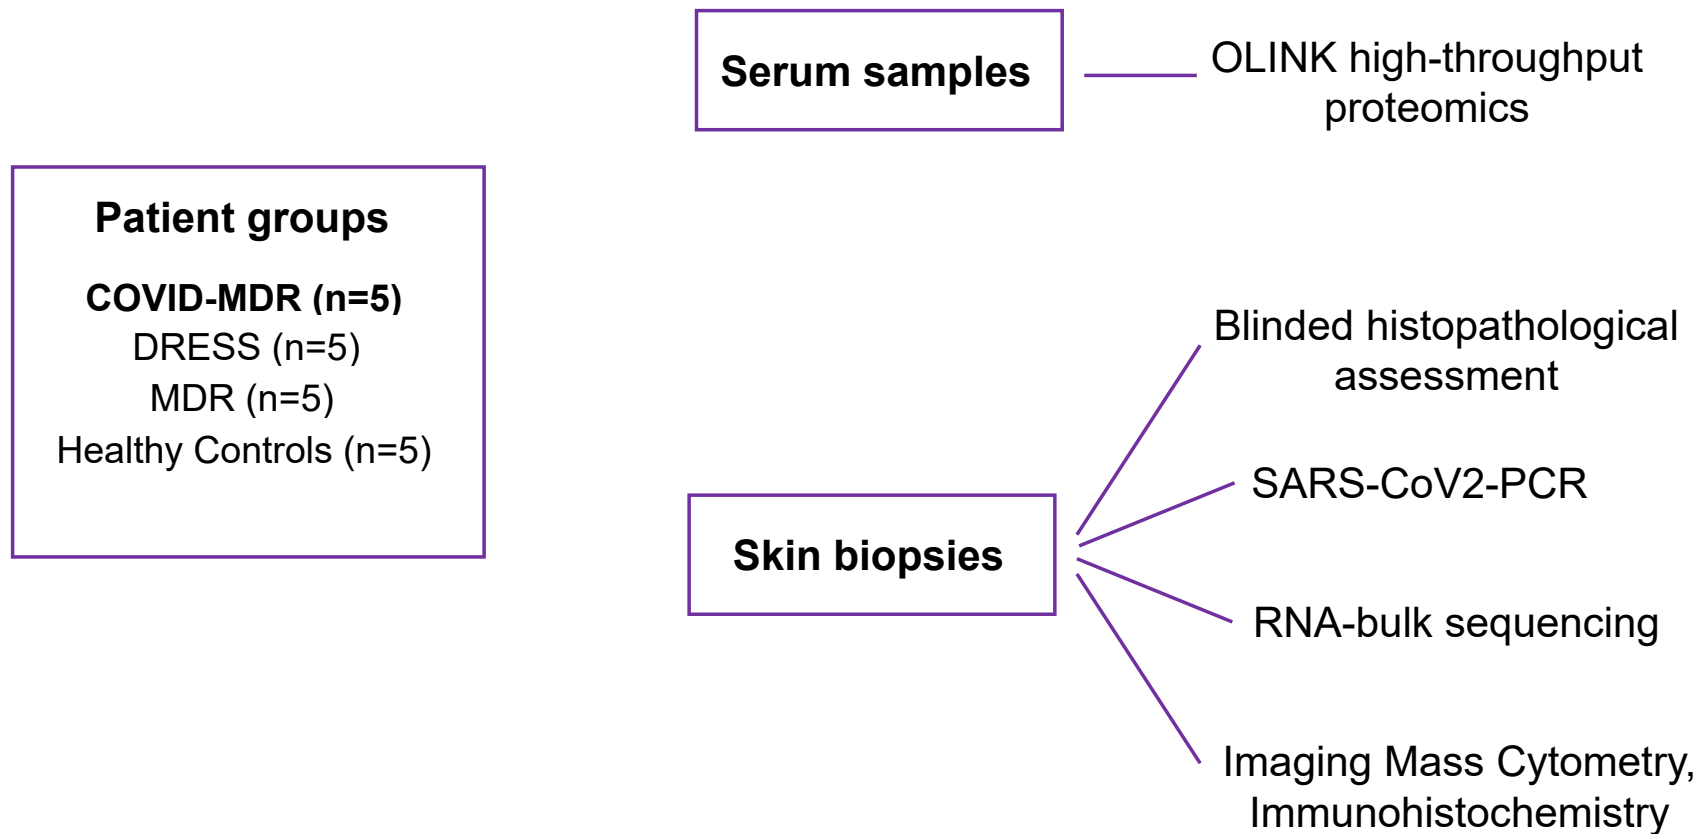 Patient groups
COVID-MDR (n=5)
DRESS (n=5)
MDR (n=5)
Healthy Controls (n=5)
Serum samples
OLINK high-throughput
proteomics
Skin biopsies
Blinded histopathological
assessment
SARS-CoV2-PCR
RNA-bulk sequencing
Imaging Mass Cytometry,
Immunohistochemistry